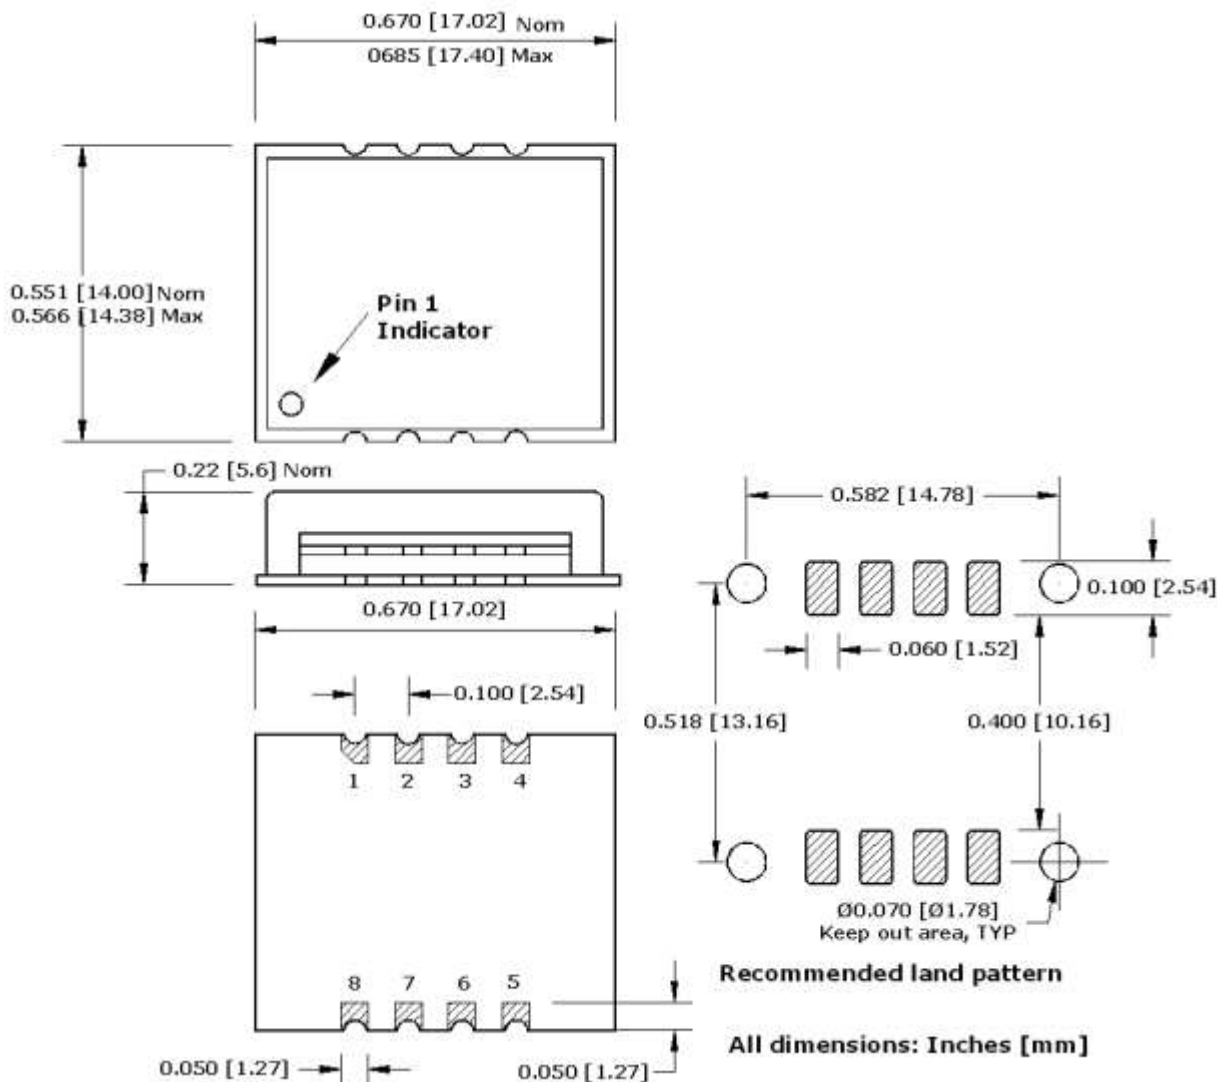 0.670 [17.02] Nom
0685 [17.40] Max
0.551 [14.00] Nom
0.566 [14.38] Max
Pin 1
Indicator
0.22 [5.6] Nom
0.582 [14.78]
0.100 [2.54]
0.670 [17.02]
0.060 [1.52]
0.100 [2.54]
0.518 [13.16]
0.400 [10.16]
1 2 3 4
Ø0.070 [Ø1.78]
Keep out area, TYP
Recommended land pattern
8 7 6 5
All dimensions: Inches [mm]
0.050 [1.27]
0.050 [1.27]